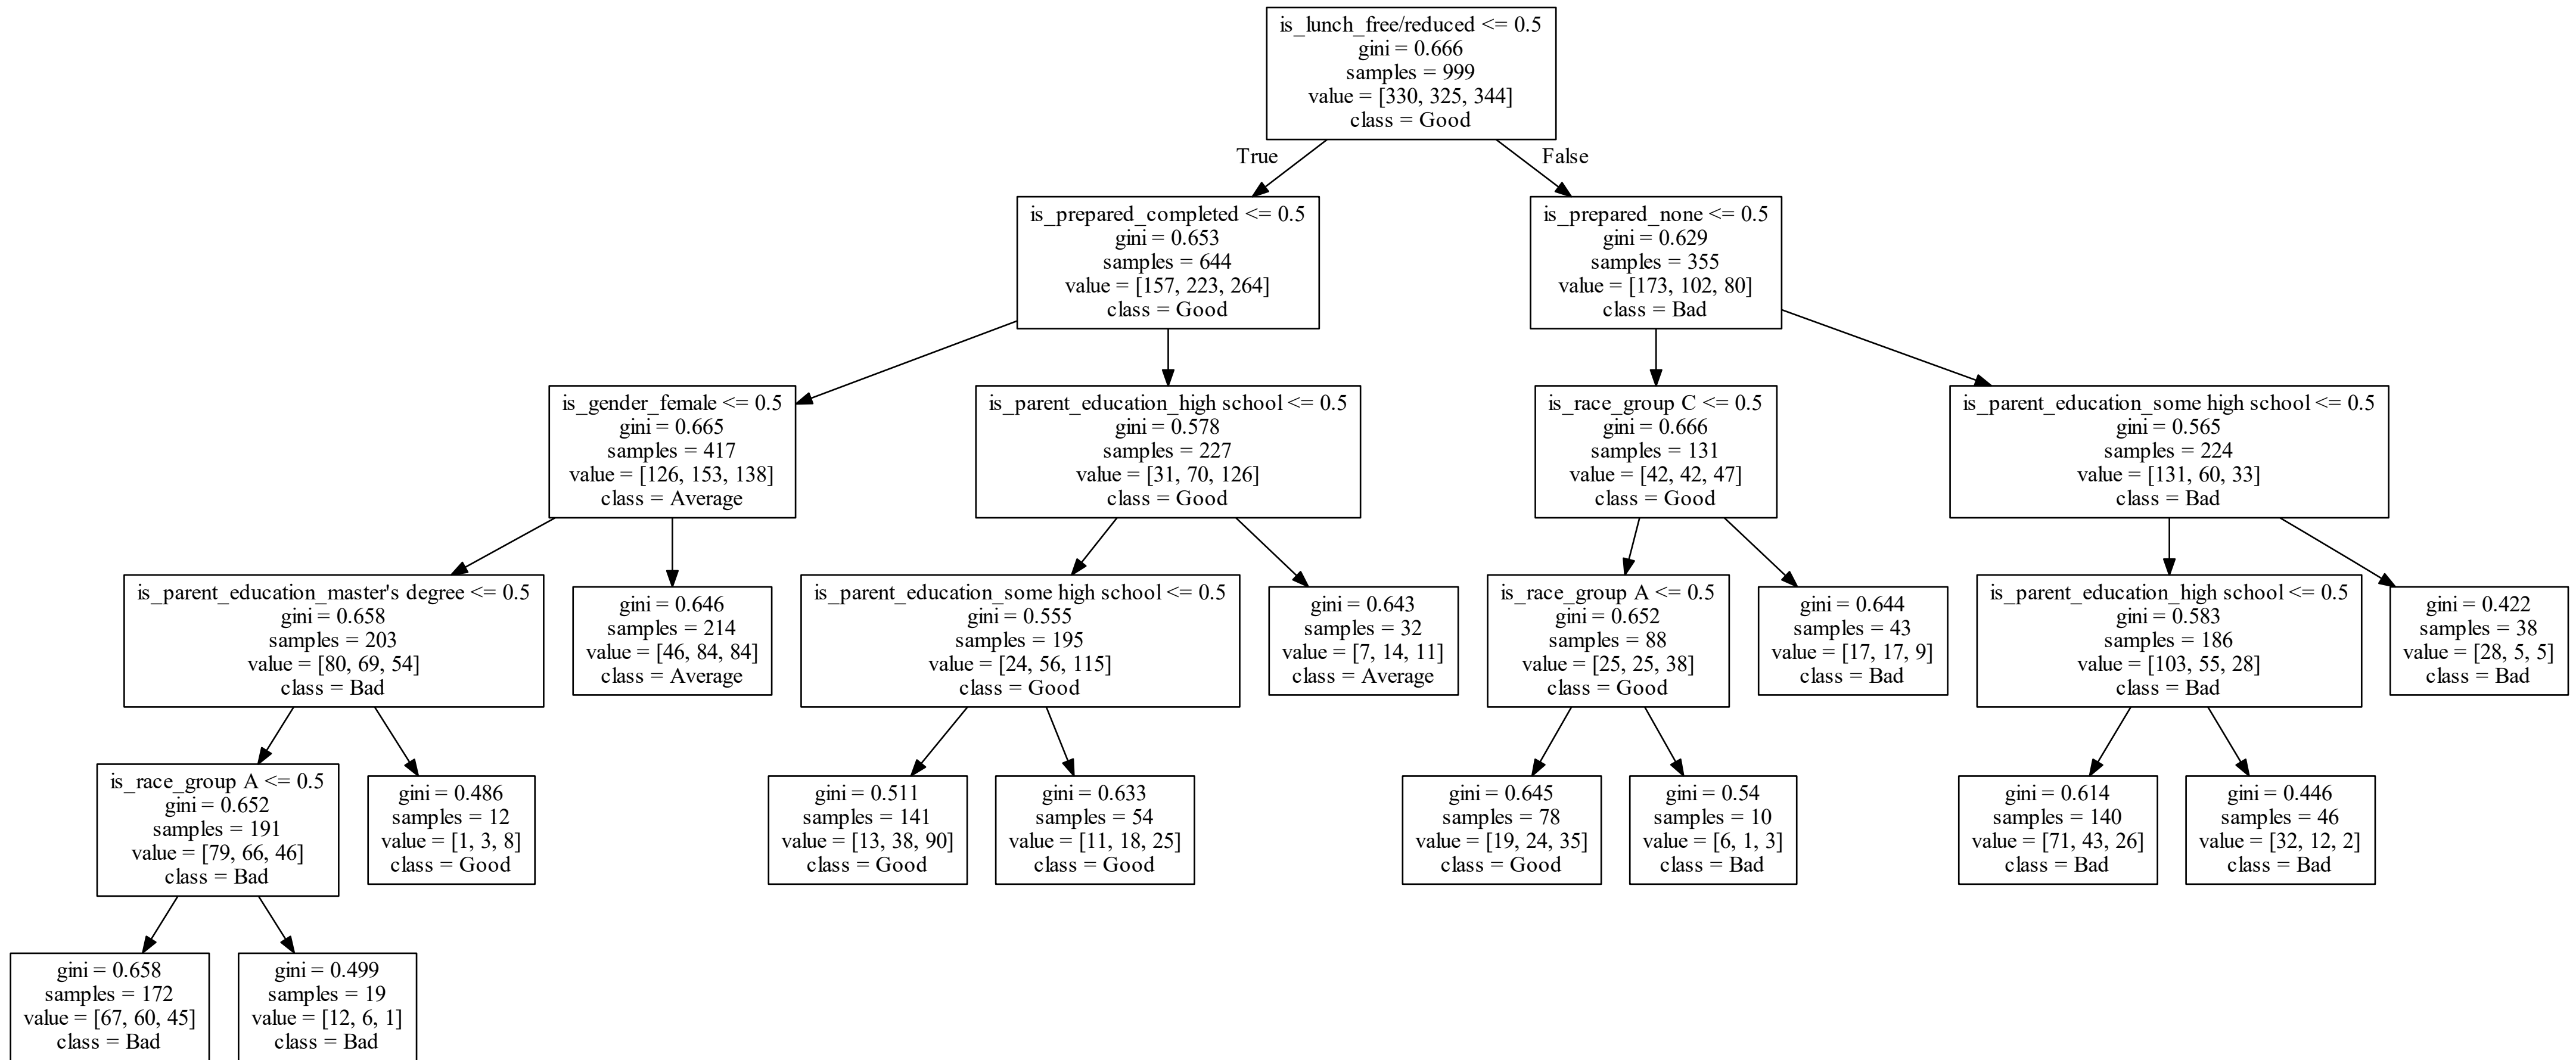 is_lunch_free/reduced <= 0.5
gini = 0.666
samples = 999
value = [330, 325, 344]
class = Good
True
False
is_prepared_completed <= 0.5
gini = 0.653
samples = 644
value = [157, 223, 264]
class = Good
is_prepared_none <= 0.5
gini = 0.629
samples = 355
value = [173, 102, 80]
class = Bad
is_gender_female <= 0.5
gini = 0.665
samples = 417
value = [126, 153, 138]
class = Average
is_parent_education_high school <= 0.5
gini = 0.578
samples = 227
value = [31, 70, 126]
class = Good
is_race_group C <= 0.5
gini = 0.666
samples = 131
value = [42, 42, 47]
class = Good
is_parent_education_some high school <= 0.5
gini = 0.565
samples = 224
value = [131, 60, 33]
class = Bad
is_parent_education_master's degree <= 0.5
gini = 0.658
samples = 203
value = [80, 69, 54]
class = Bad
gini = 0.646
samples = 214
value = [46, 84, 84]
class = Average
is_parent_education_some high school <= 0.5
gini = 0.555
samples = 195
value = [24, 56, 115]
class = Good
gini = 0.643
samples = 32
value = [7, 14, 11]
class = Average
is_race_group A <= 0.5
gini = 0.652
samples = 88
value = [25, 25, 38]
class = Good
gini = 0.644
samples = 43
value = [17, 17, 9]
class = Bad
is_parent_education_high school <= 0.5
gini = 0.583
samples = 186
value = [103, 55, 28]
class = Bad
gini = 0.422
samples = 38
value = [28, 5, 5]
class = Bad
is_race_group A <= 0.5
gini = 0.652
samples = 191
value = [79, 66, 46]
class = Bad
gini = 0.486
samples = 12
value = [1, 3, 8]
class = Good
gini = 0.511
samples = 141
value = [13, 38, 90]
class = Good
gini = 0.633
samples = 54
value = [11, 18, 25]
class = Good
gini = 0.645
samples = 78
value = [19, 24, 35]
class = Good
gini = 0.54
samples = 10
value = [6, 1, 3]
class = Bad
gini = 0.614
samples = 140
value = [71, 43, 26]
class = Bad
gini = 0.446
samples = 46
value = [32, 12, 2]
class = Bad
gini = 0.658
samples = 172
value = [67, 60, 45]
class = Bad
gini = 0.499
samples = 19
value = [12, 6, 1]
class = Bad